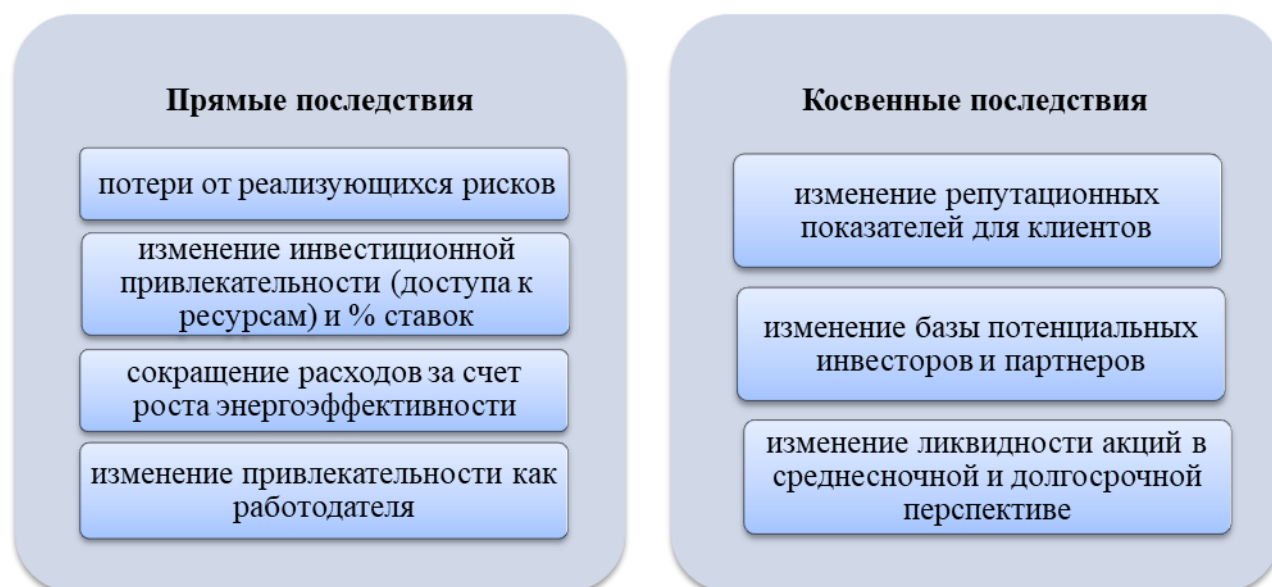 Прямые последствия
потери от реализующихся рисков
изменение инвестиционной
привлекательности (доступа к
ресурсам) и % ставок
сокращение расходов за счет
роста энергоэффективности
изменение привлекательности как
работодателя
Косвенные последствия
изменение репутационных
показателей для клиентов
изменение базы потенциальных
инвесторов и партнеров
изменение ликвидности акций в
среднесночной и долгосрочной
перспективе